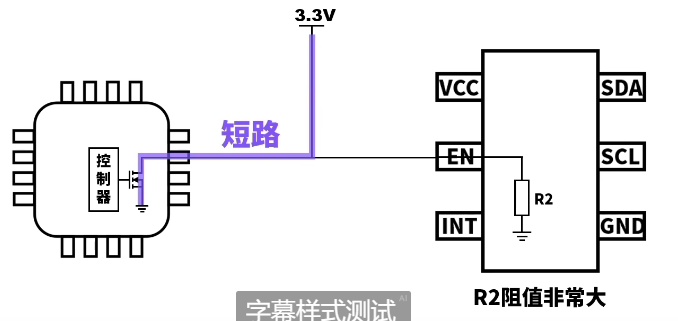 3.3V
短路
控
制
器
VCC
EN
INT
SDA
SCL
GND
R2
R2阻值非常大
字幕样式测试
AI